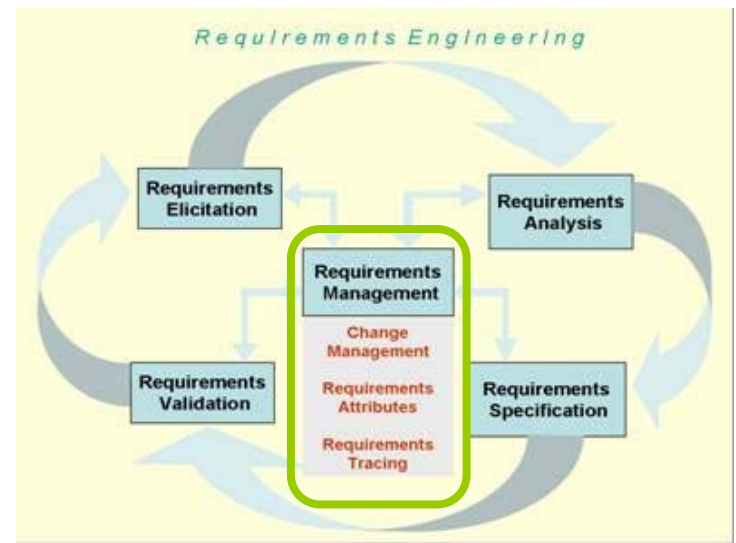 Requirements Engineering
Requirements
Elicitation
Requirements
Analysis
Requirements
Management
Change
Management
Requirements
Attributes
Requirements
Tracing
Requirements
Validation
Requirements
Specification